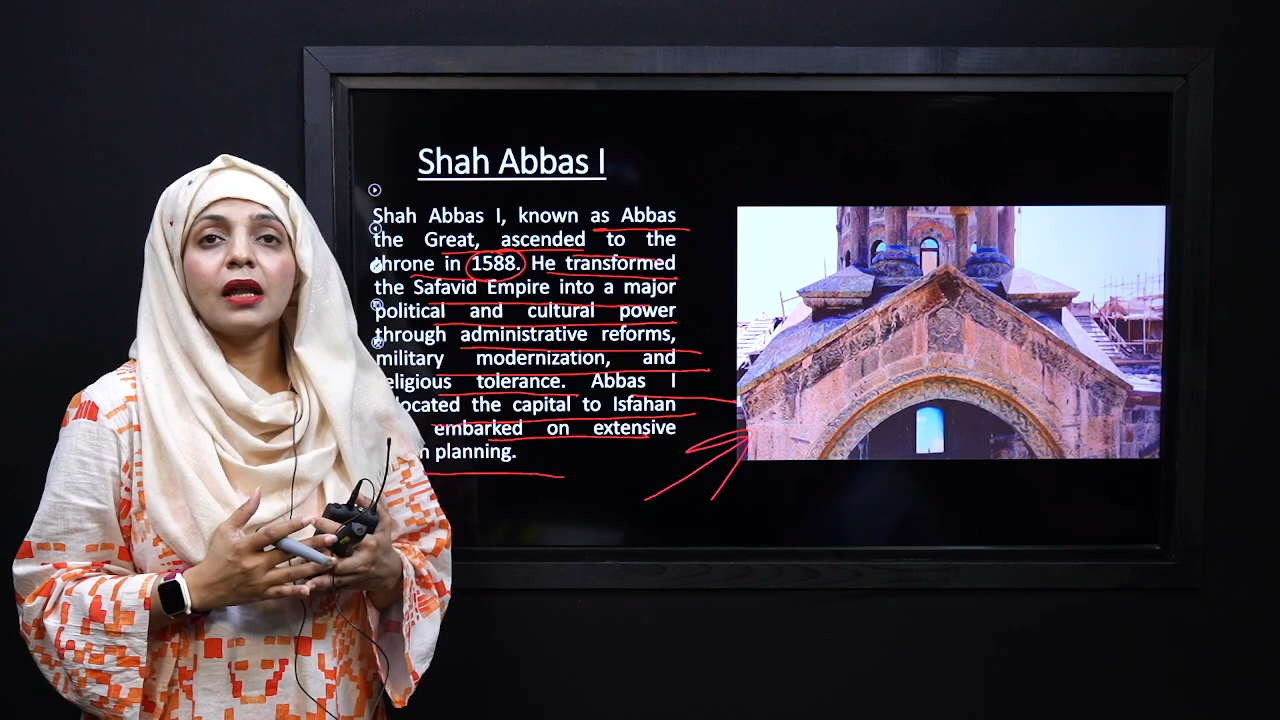 Shah Abbas I
Shah Abbas I, known as Abbas
the Great, ascended to the
throne in 1588. He transformed
the Safavid Empire into a major
political and cultural power
through administrative reforms,
military modernization, and
eligious tolerance. Abbas I
located the capital to Isfahan
embarked on extensive
planning.